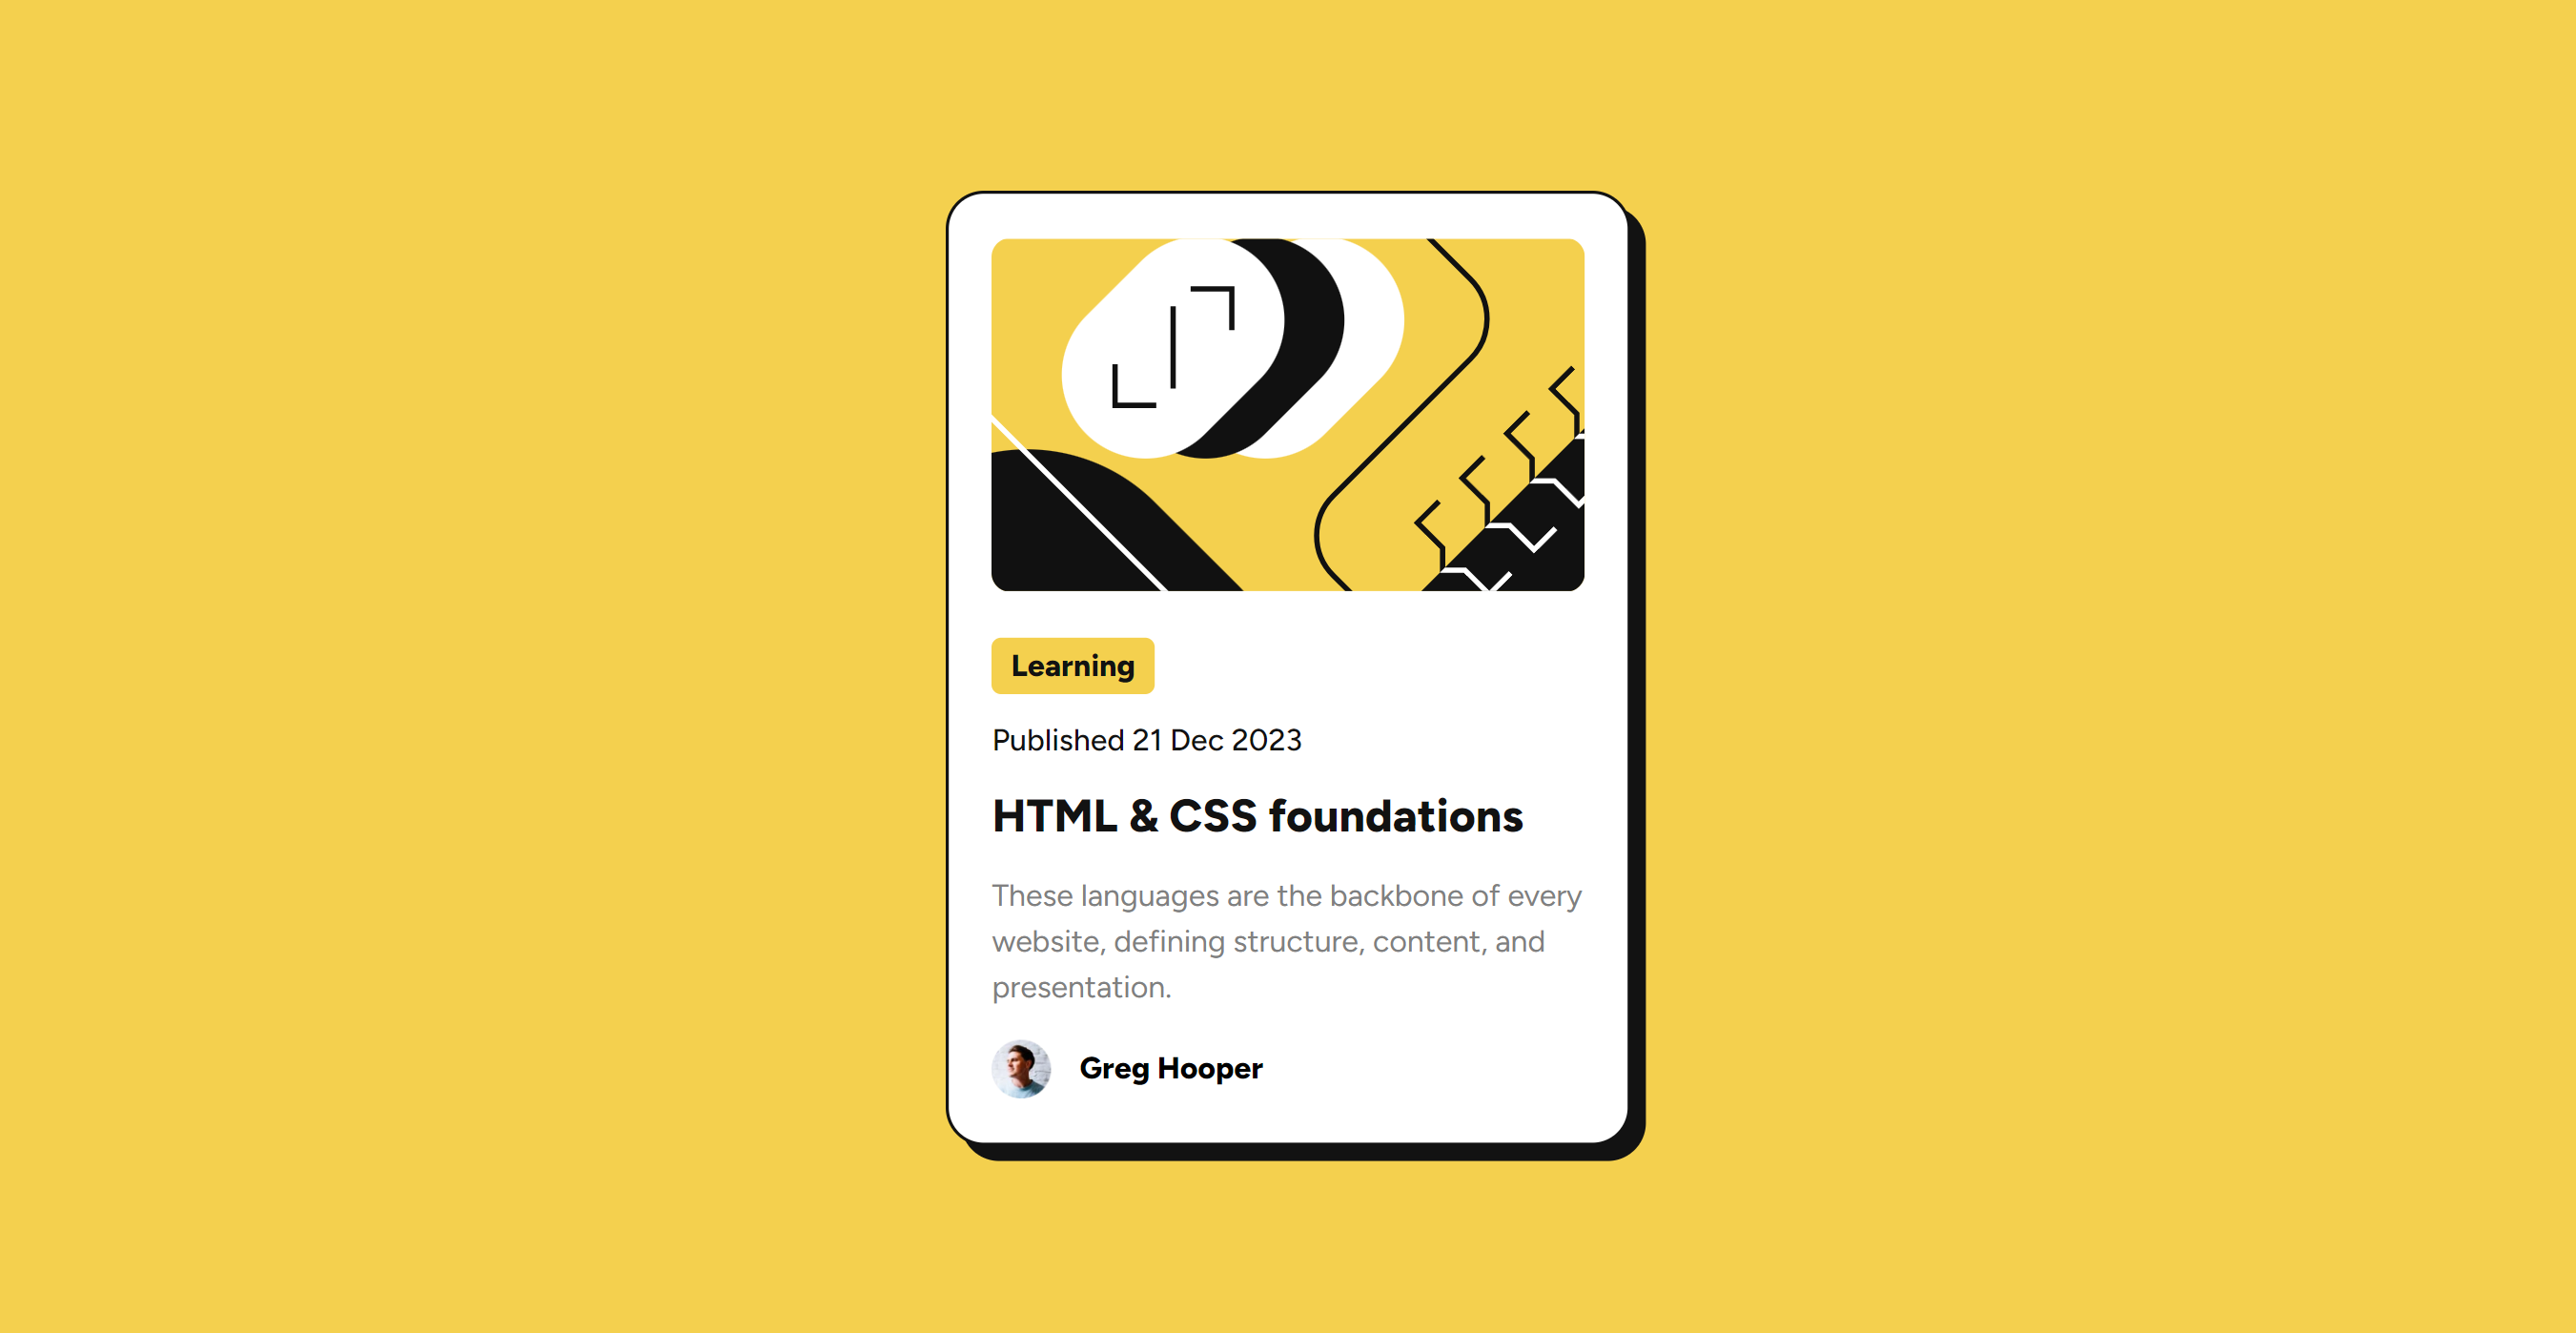 Learning
Published 21 Dec 2023
HTML & CSS foundations
These languages are the backbone of every
website, defining structure, content, and
presentation.
Greg Hooper